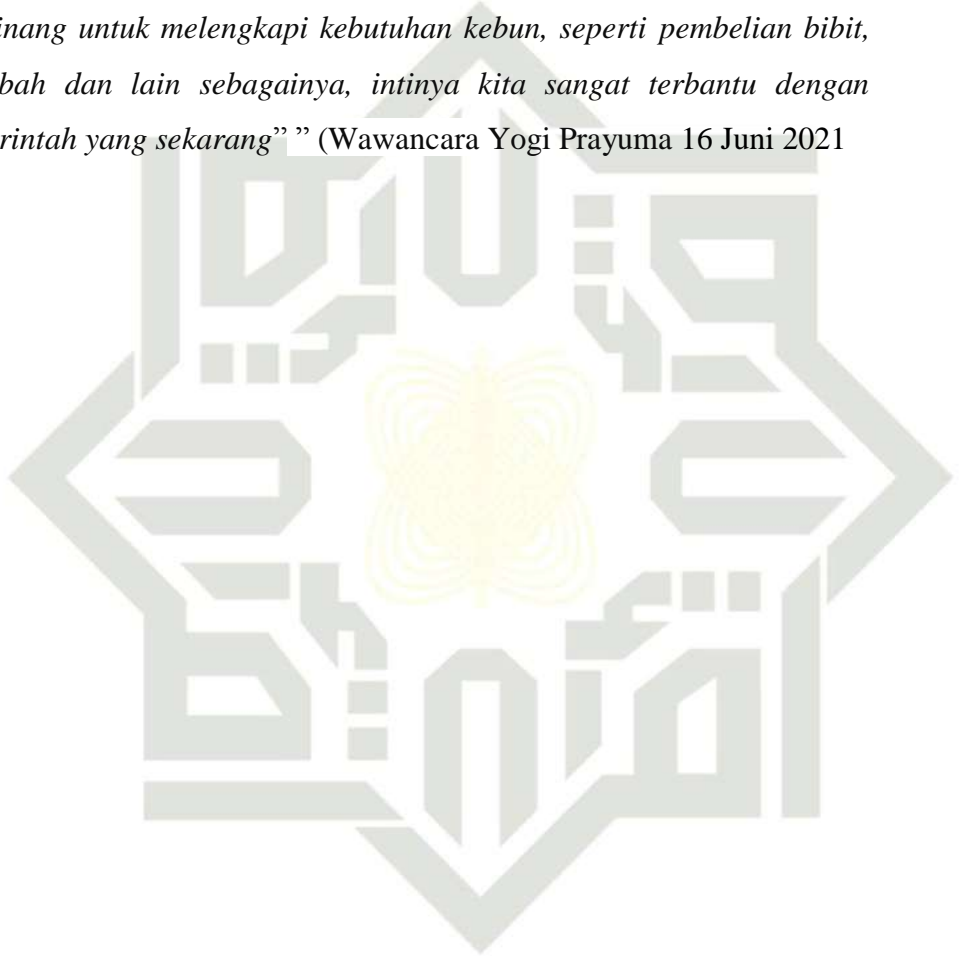 inang untuk melengkapi kebutuhan kebun, seperti pembelian bibit,
bah dan lain sebagainya, intinya kita sangat terbantu dengan
rintah yang sekarang” ” (Wawancara Yogi Prayuma 16 Juni 2021